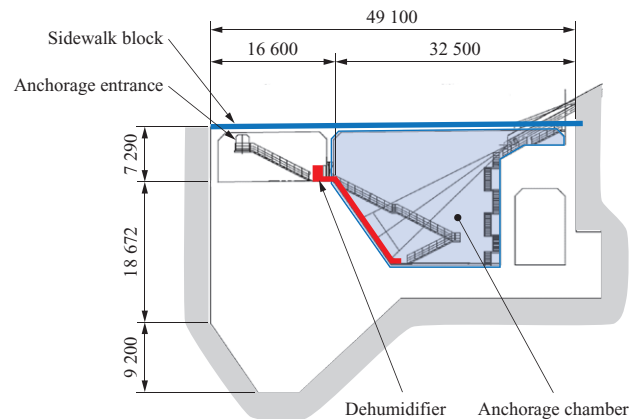 49 100
16 600
32 500
Sidewalk block
Anchorage entrance
7 290
18 672
9 200
Dehumidifier
Anchorage chamber